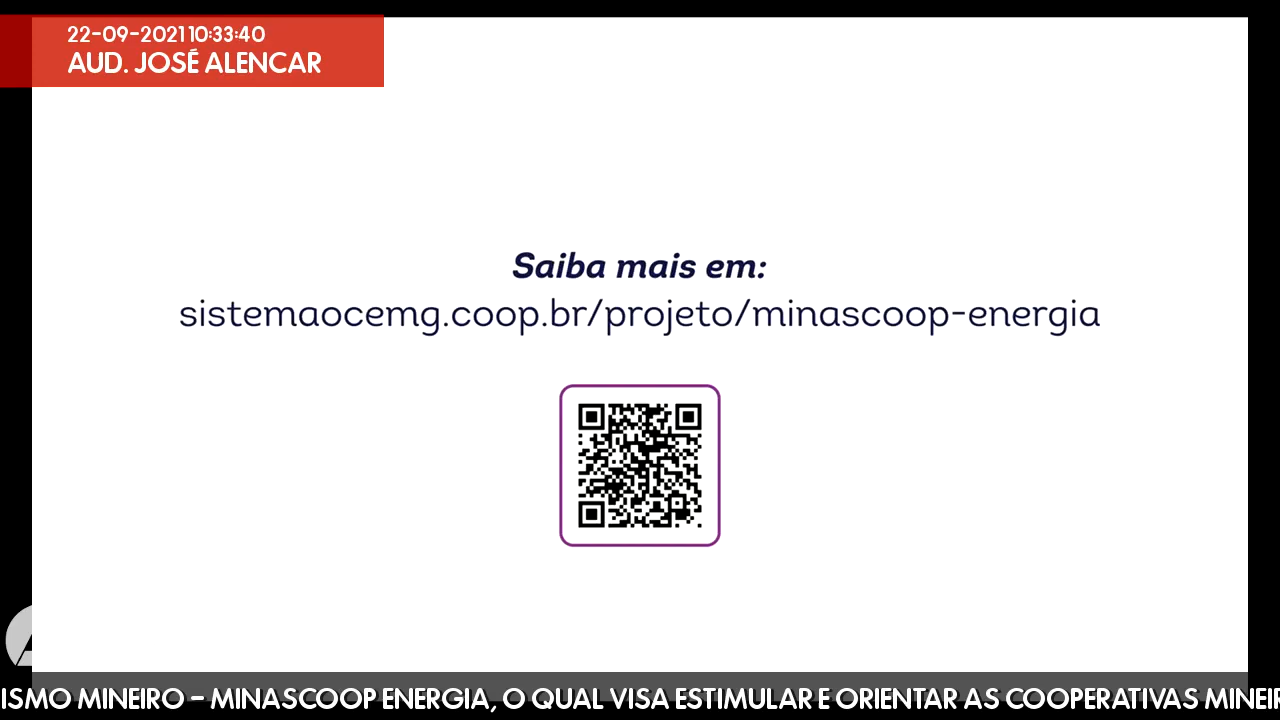 22-09-2021 10:33:40
AUD. JOSÉ ALENCAR
Saiba mais em:
sistemaocemg.coop.br/projeto/minascoop-energia
ISMO MINEIRO – MINASCOOP ENERGIA, O QUAL VISA ESTIMULAR E ORIENTAR AS COOPERATIVAS MINEI